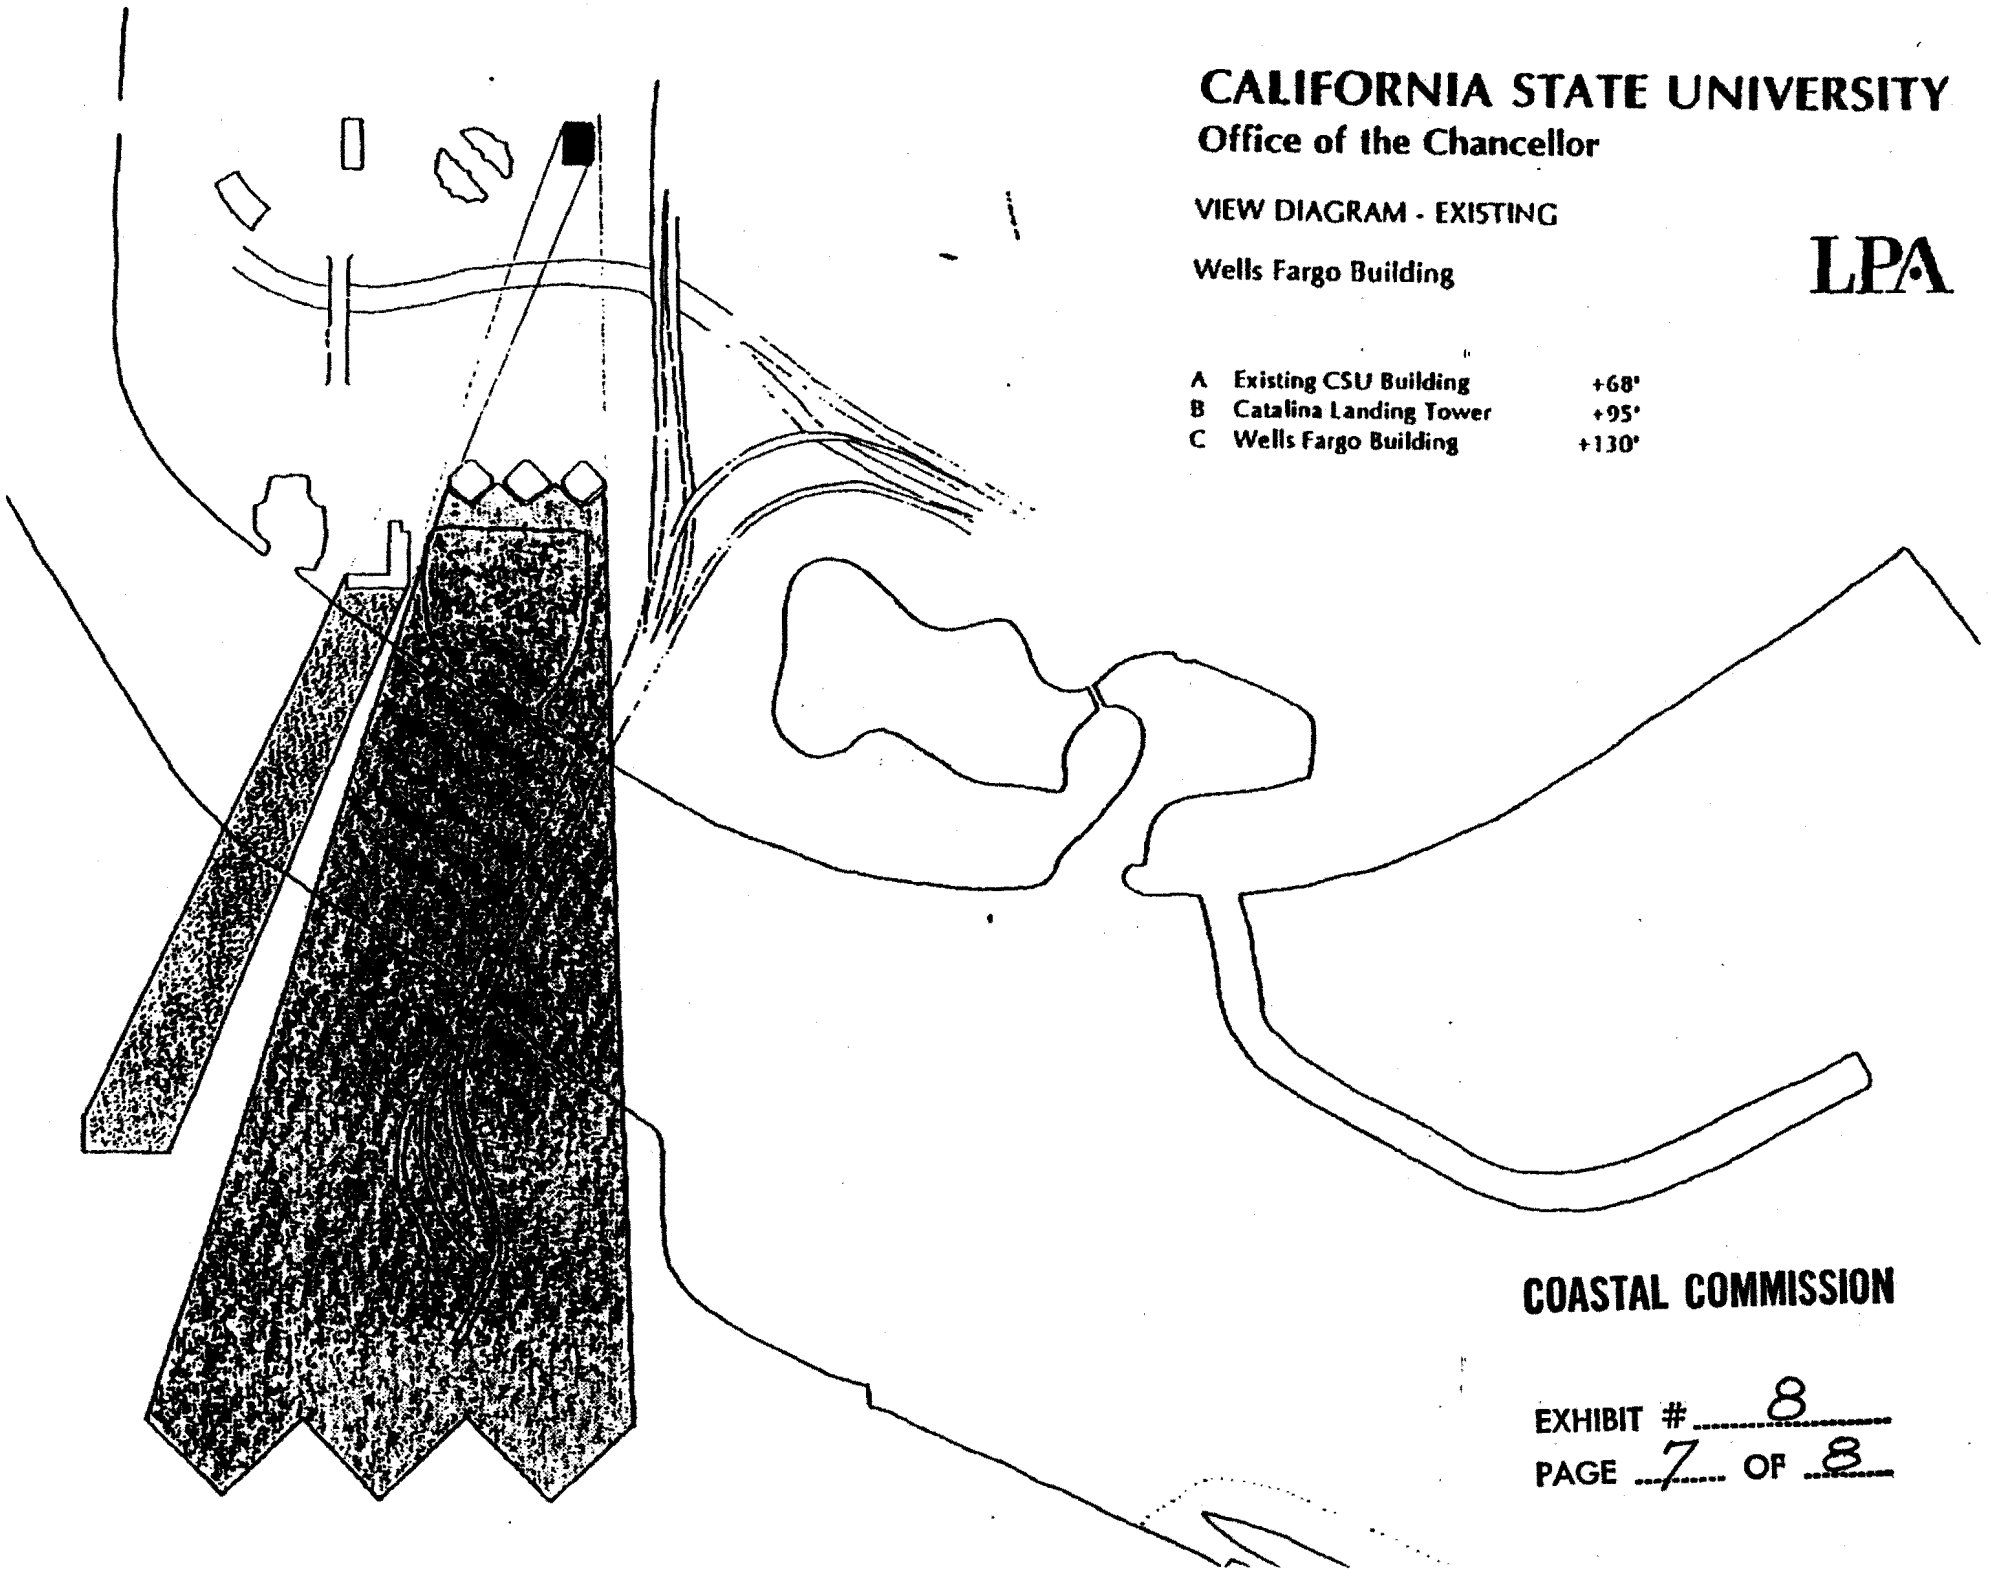 CALIFORNIA STATE UNIVERSITY
Office of the Chancellor
VIEW DIAGRAM - EXISTING
LPA
Wells Fargo Building
A Existing CSU Building +68'
B Catalina Landing Tower +95'
C Wells Fargo Building +130'
COASTAL COMMISSION
EXHIBIT # 8
PAGE 7 OF 8